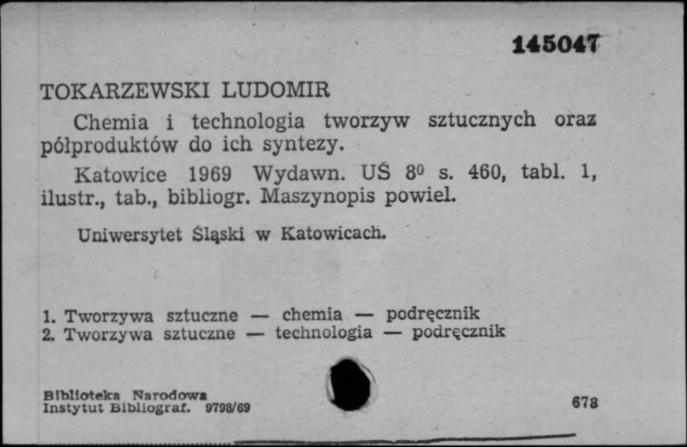 145047
TOKARZEWSKI LUDOMIR
Chemia i technologia tworzyw sztucznych oraz
półproduktów do ich syntezy.
Katowice 1969 Wydawn. UŚ 8⁰ s. 460, tabl. 1,
ilustr., tab., bibliogr. Maszynopis powiel.
Uniwersytet Śląski w Katowicach.
1. Tworzywa sztuczne — chemia — podręcznik
2. Tworzywa sztuczne — technologia — podręcznik
Biblioteka Narodowa
Instytut Bibliograf. 9798/69
678